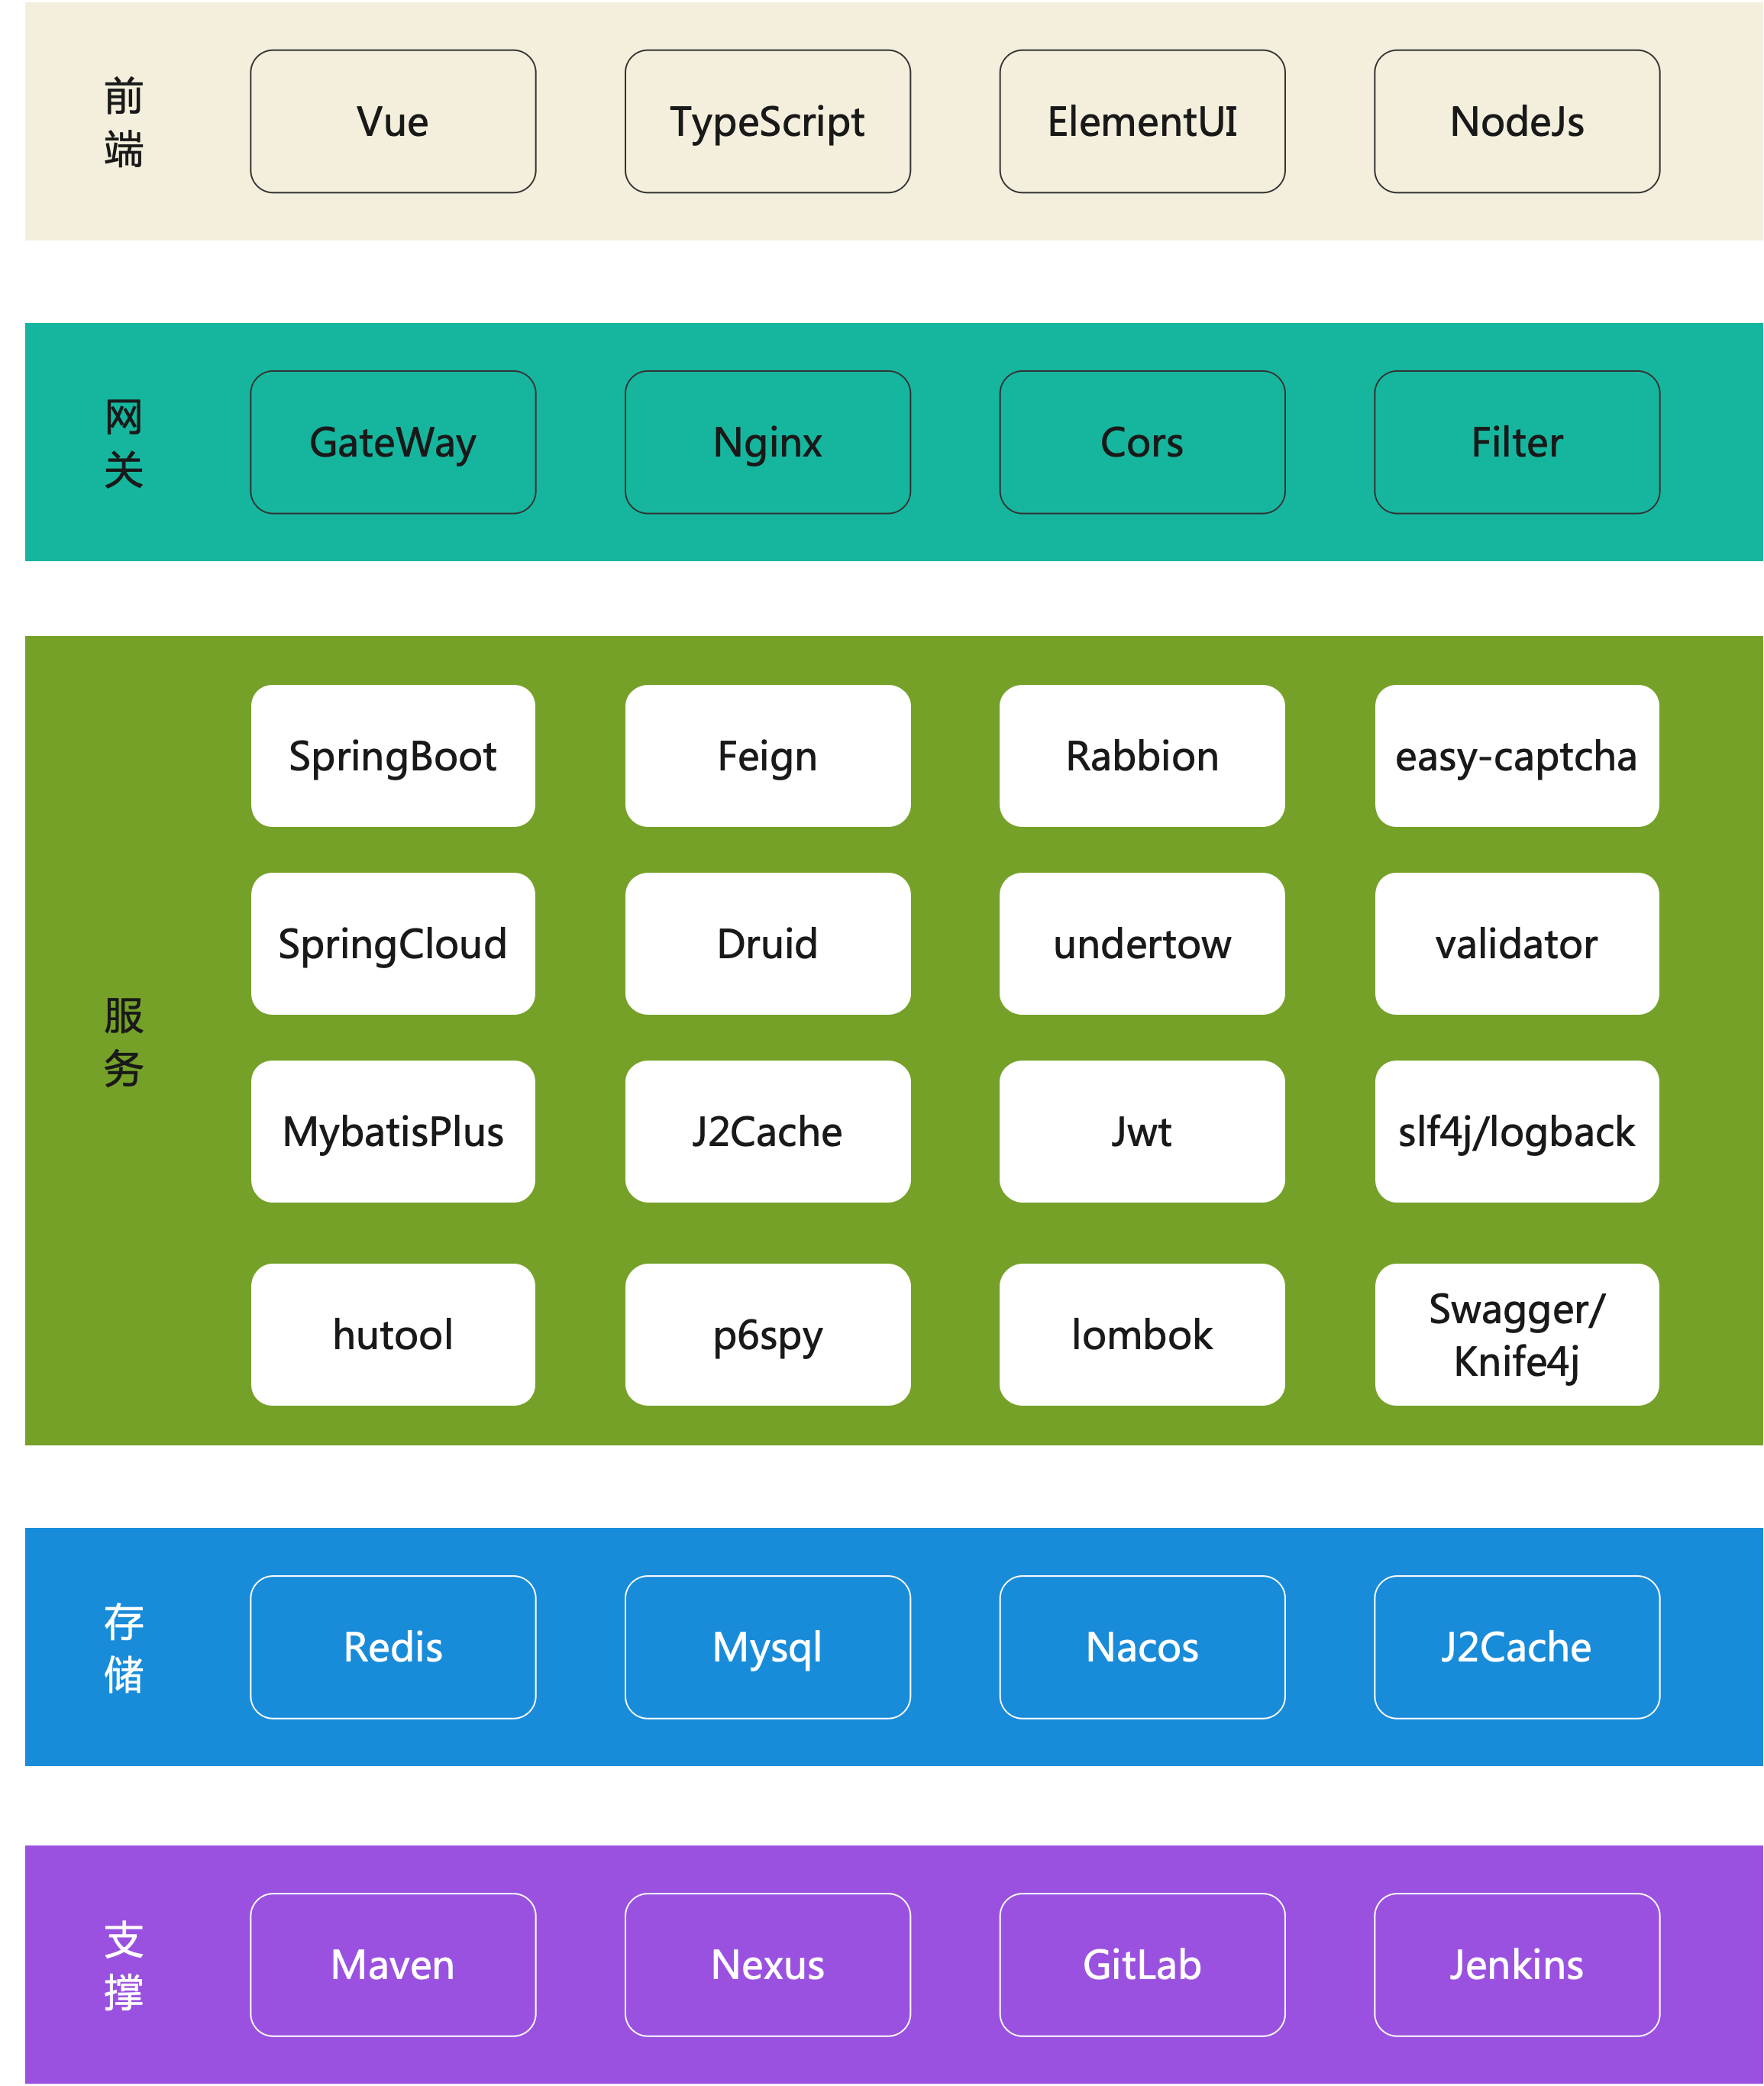 前端
Vue
TypeScript
ElementUI
NodeJs
网关
GateWay
Nginx
Cors
Filter
服务
SpringBoot
Feign
Rabbion
easy-captcha
SpringCloud
Druid
undertow
validator
MybatisPlus
J2Cache
Jwt
slf4j/logback
hutool
p6spy
lombok
Swagger/
Knife4j
存储
Redis
Mysql
Nacos
J2Cache
支撑
Maven
Nexus
GitLab
Jenkins